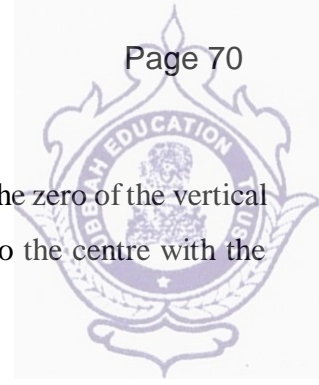 Page 70
EDUCATION
he zero of the vertical
o the centre with the